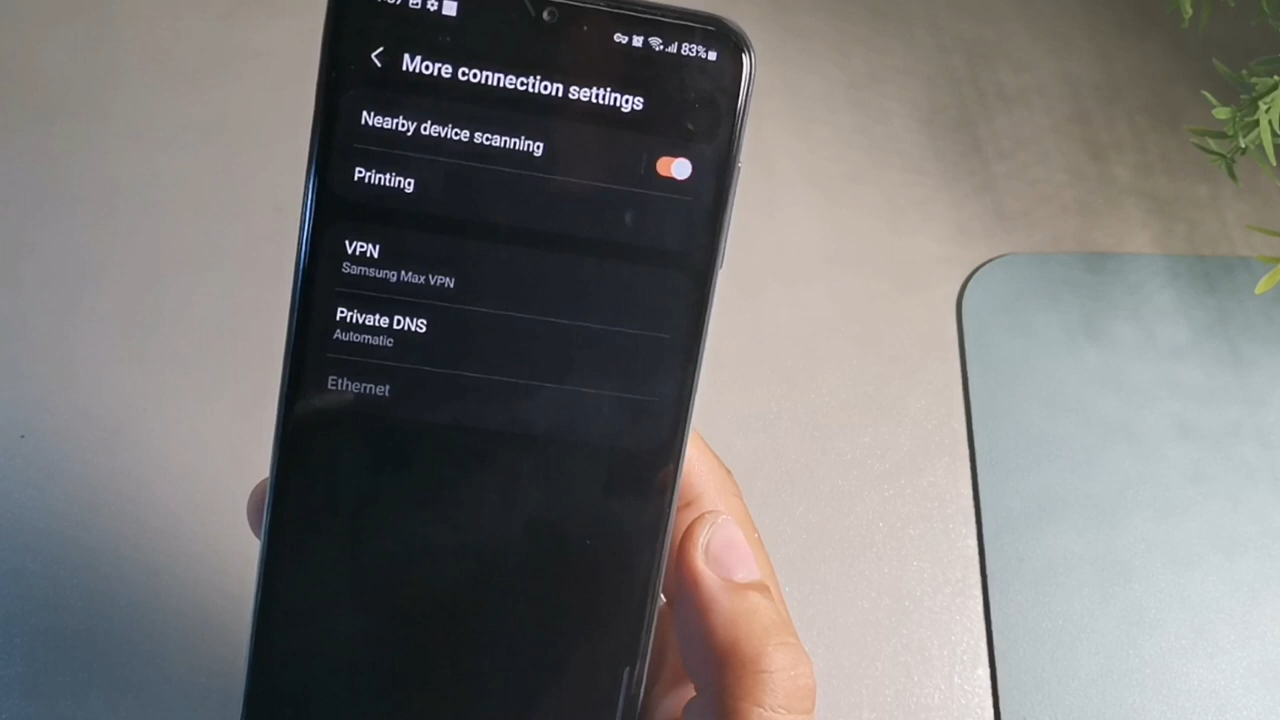 83%
More connection settings
Nearby device scanning
Printing
VPN
Samsung Max VPN
Private DNS
Automatic
Ethernet